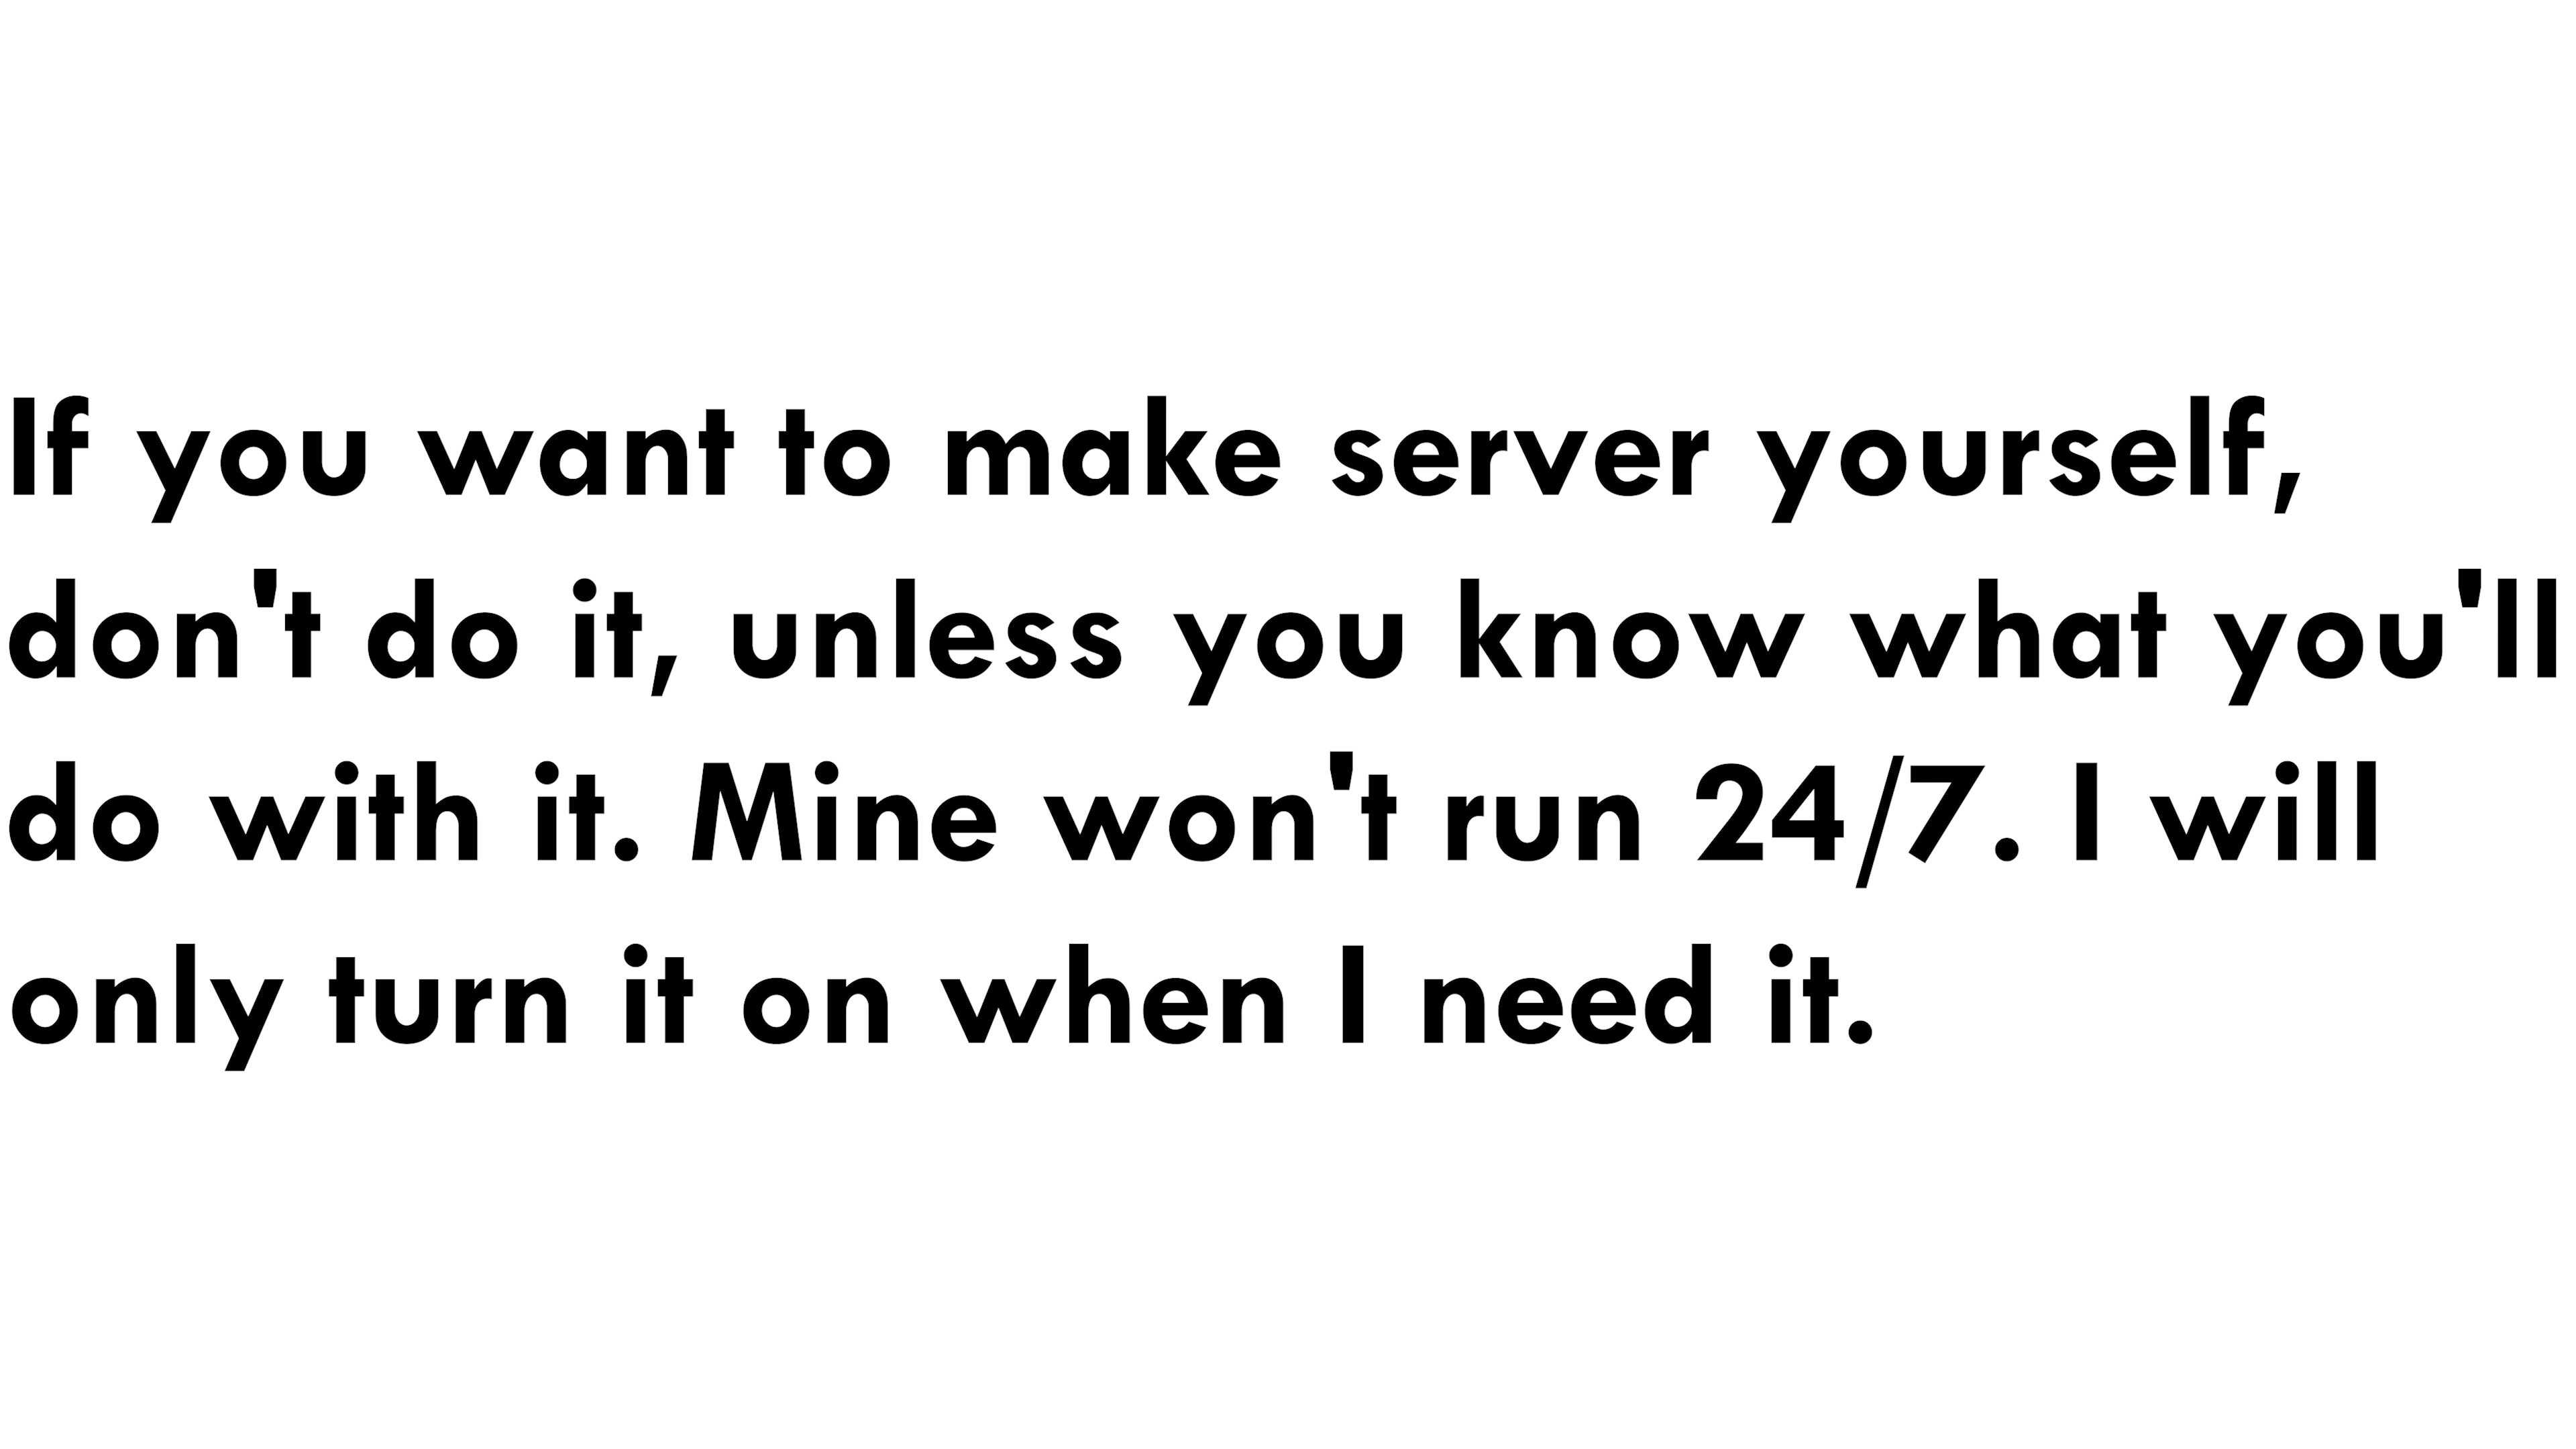 If you want to make server yourself,
don't do it, unless you know what you'll
do with it. Mine won't run 24/7. I will
only turn it on when I need it.